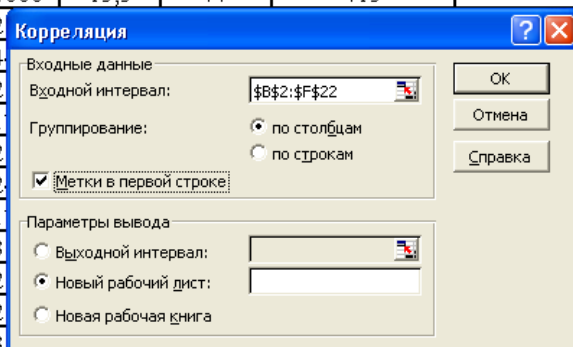 Корреляция
Входные данные
Входной интервал: $B$2:$F$22
Группирование: по столбцам
по строкам
Метки в первой строке
Параметры вывода
Выходной интервал:
Новый рабочий лист:
Новая рабочая книга
ОК
Отмена
Справка